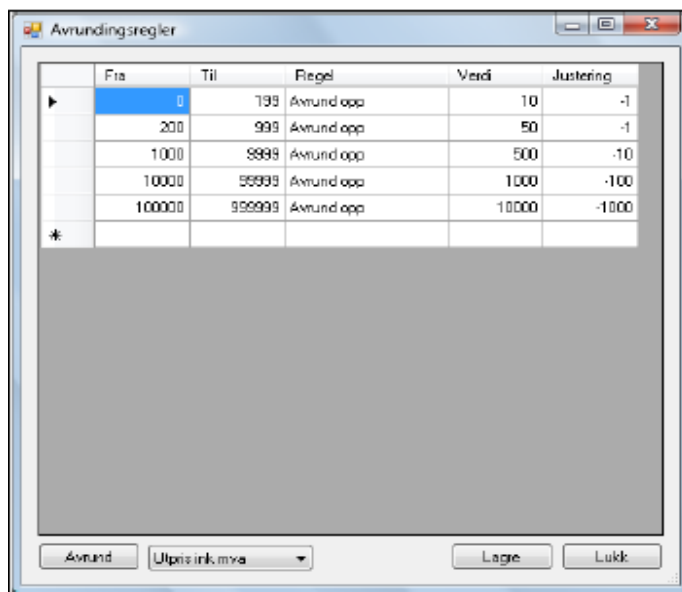 Avrundingsregler
Fra Til Regel Verdi Justering
0 199 Avrund opp 10 -1
200 999 Avrund opp 50 -1
1000 9999 Avrund opp 500 -10
10000 99999 Avrund opp 1000 -100
100000 999999 Avrund opp 10000 -1000
Avrund Utpris ink mva Lagre Lukk